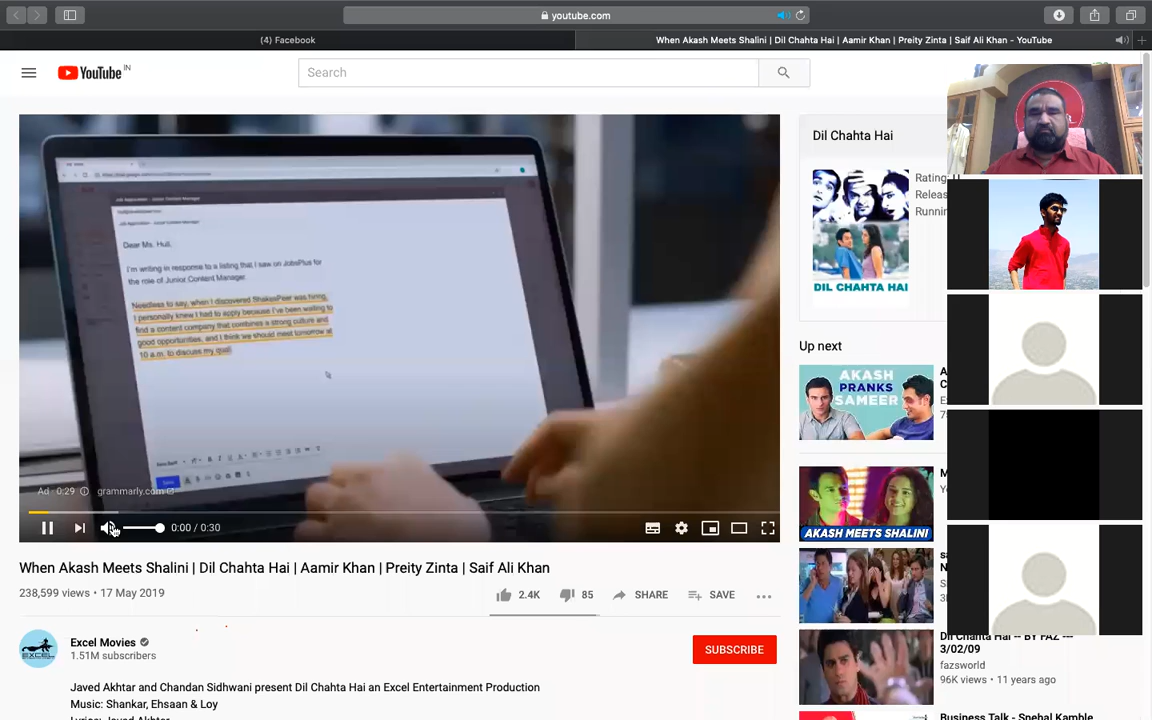 youtube.com
(4) Facebook
When Akash Meets Shalini | Dil Chahta Hai | Aamir Khan | Preity Zinta | Saif Ali Khan - YouTube
YouTube IN
Search
Dear Ms. Hull,
I'm writing in response to a listing that I saw on JobsPlus for
the role of Junior Content Manager.
Needless to say, when I discovered ShakesPeer was hiring,
I personally knew I had to apply because I've been waiting to
find a content company that combines a strong culture and
good opportunities, and I think we should meet tomorrow at
10 a.m. to discuss my quali
Ad · 0:29 grammarly.com
0:00 / 0:30
Dil Chahta Hai
Rating: U
Releas
Runnin
DIL CHAHTA HAI
Up next
AKASH
PRANKS
SAMEER
AKASH MEETS SHALINI
Dil Chahta Hai -- BY FAZ ---
3/02/09
fazsworld
96K views • 11 years ago
Business Talk - Snehal Kamble
When Akash Meets Shalini | Dil Chahta Hai | Aamir Khan | Preity Zinta | Saif Ali Khan
238,599 views • 17 May 2019
2.4K
85
SHARE
SAVE
EXCEL
Excel Movies
1.51M subscribers
SUBSCRIBE
Javed Akhtar and Chandan Sidhwani present Dil Chahta Hai an Excel Entertainment Production
Music: Shankar, Ehsaan & Loy
Lyrics: Javed Akhtar